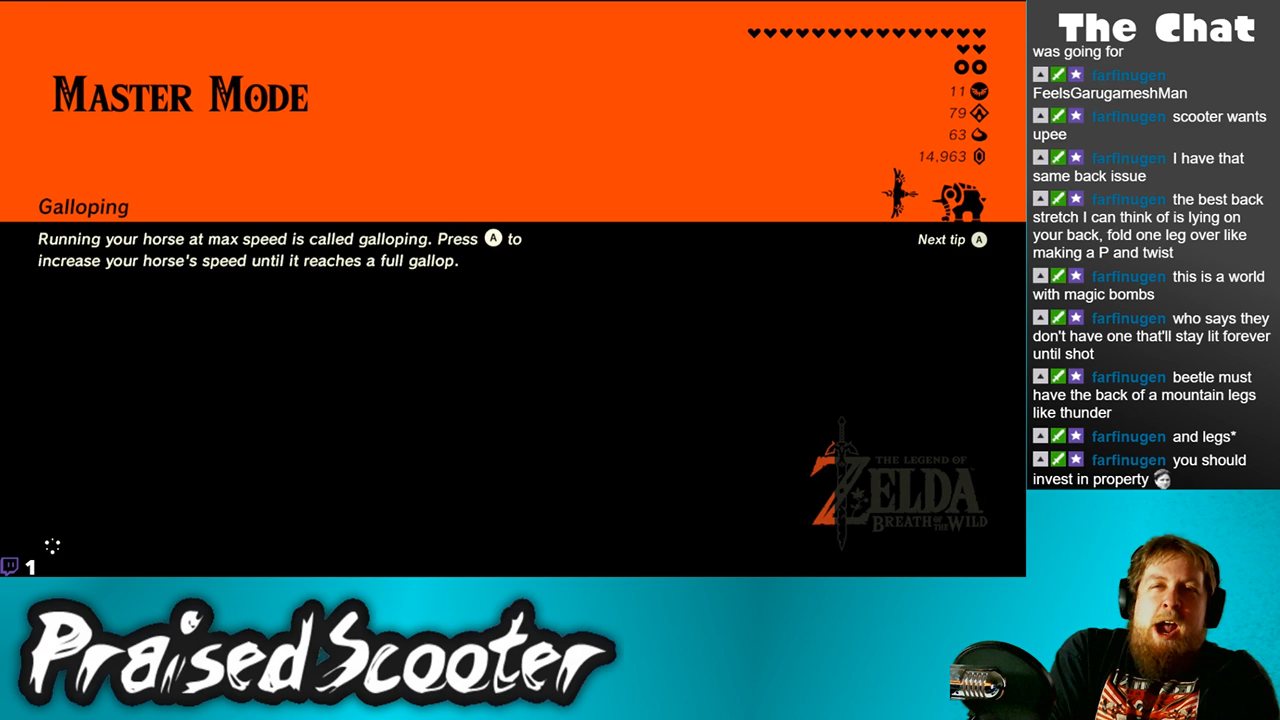 Master Mode
11
79
63
14,963
Galloping
Running your horse at max speed is called galloping. Press A to
increase your horse's speed until it reaches a full gallop.
Next tip A
THE LEGEND OF
ZELDA
BREATH OF THE WILD
1
PraisedScooter
The Chat
was going for
farfinugen
FeelsGarugameshMan
farfinugen scooter wants
upee
farfinugen I have that
same back issue
farfinugen the best back
stretch I can think of is lying on
your back, fold one leg over like
making a P and twist
farfinugen this is a world
with magic bombs
farfinugen who says they
don't have one that'll stay lit forever
until shot
farfinugen beetle must
have the back of a mountain legs
like thunder
farfinugen and legs*
farfinugen you should
invest in property